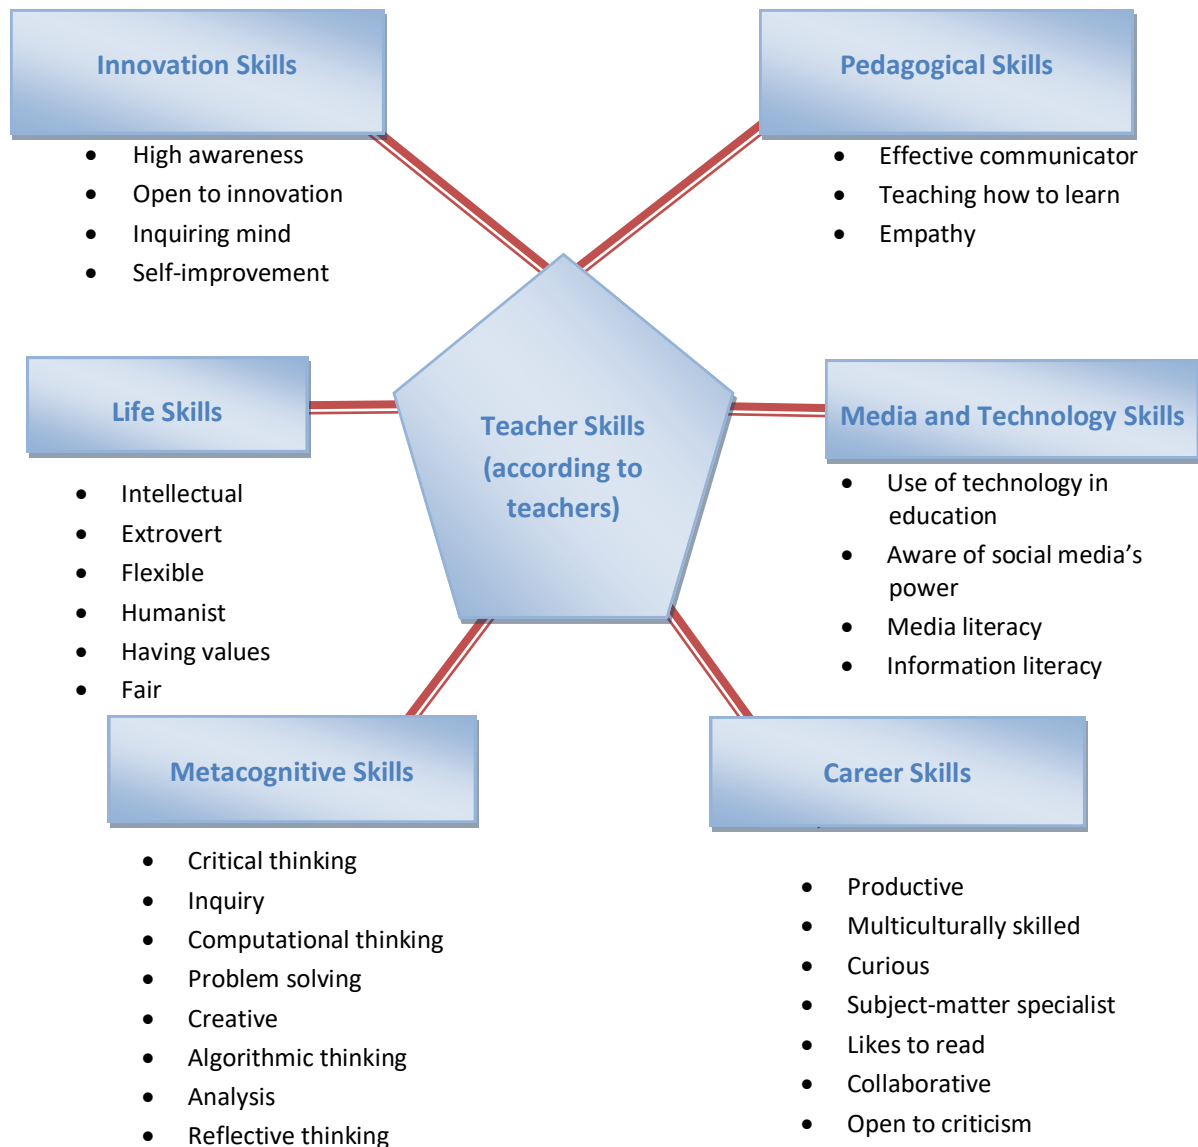 Innovation Skills
• High awareness
• Open to innovation
• Inquiring mind
• Self-improvement
Pedagogical Skills
• Effective communicator
• Teaching how to learn
• Empathy
Life Skills
• Intellectual
• Extrovert
• Flexible
• Humanist
• Having values
• Fair
Teacher Skills
(according to
teachers)
Media and Technology Skills
• Use of technology in
education
• Aware of social media’s
power
• Media literacy
• Information literacy
Metacognitive Skills
• Critical thinking
• Inquiry
• Computational thinking
• Problem solving
• Creative
• Algorithmic thinking
• Analysis
• Reflective thinking
Career Skills
• Productive
• Multiculturally skilled
• Curious
• Subject-matter specialist
• Likes to read
• Collaborative
• Open to criticism